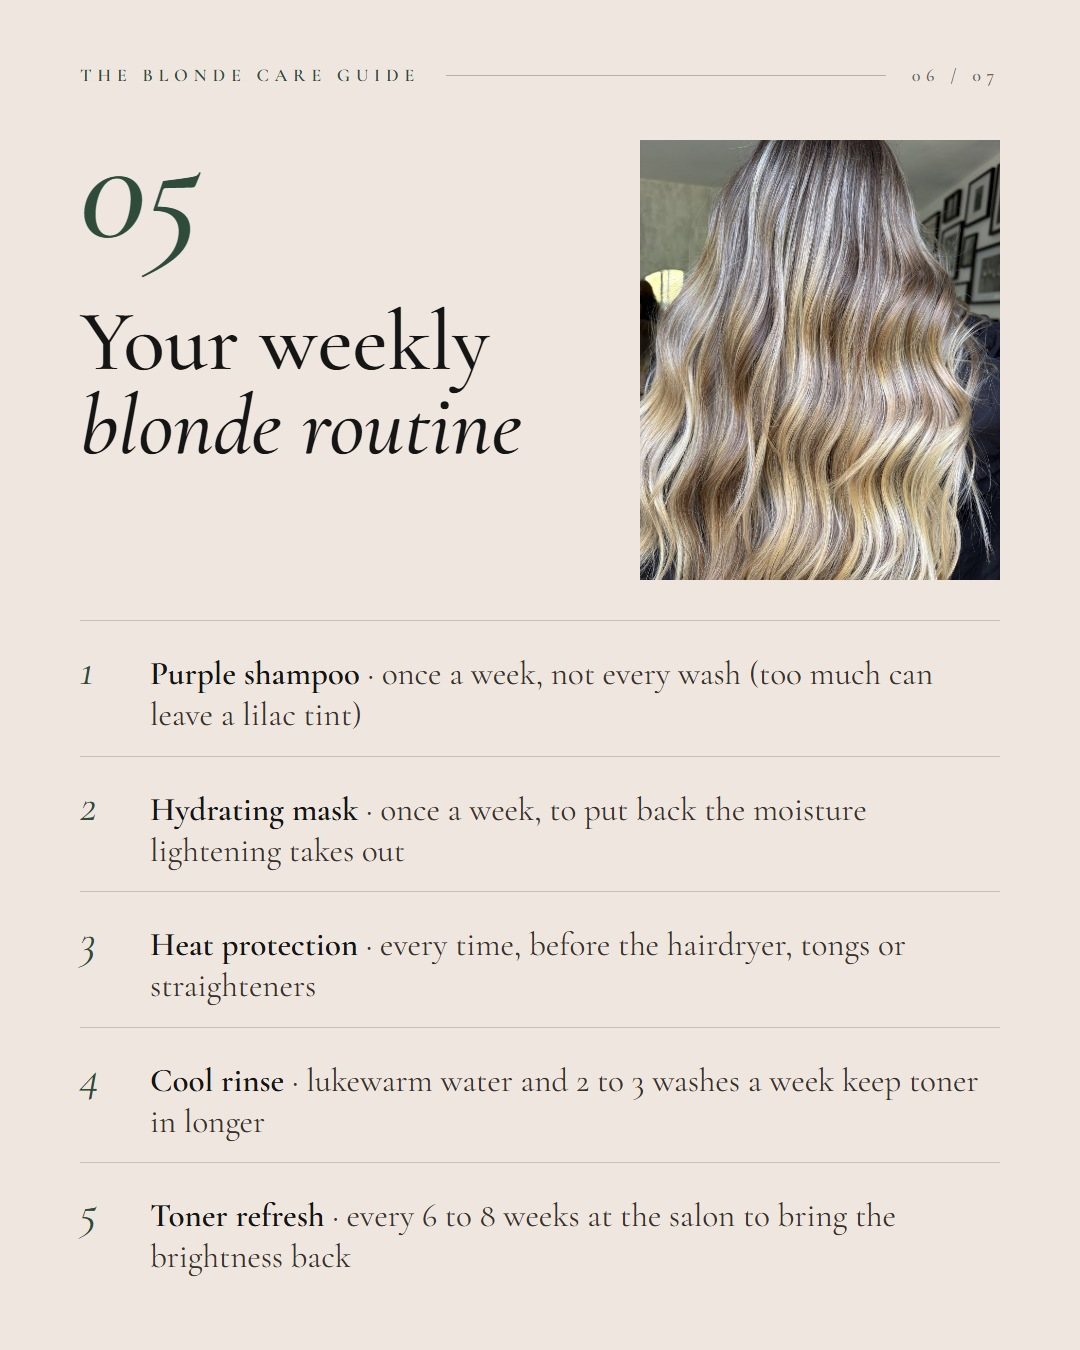 THE BLONDE CARE GUIDE
06 / 07
05
Your weekly
blonde routine
1 Purple shampoo · once a week, not every wash (too much can
leave a lilac tint)
2 Hydrating mask · once a week, to put back the moisture
lightening takes out
3 Heat protection · every time, before the hairdryer, tongs or
straighteners
4 Cool rinse · lukewarm water and 2 to 3 washes a week keep toner
in longer
5 Toner refresh · every 6 to 8 weeks at the salon to bring the
brightness back